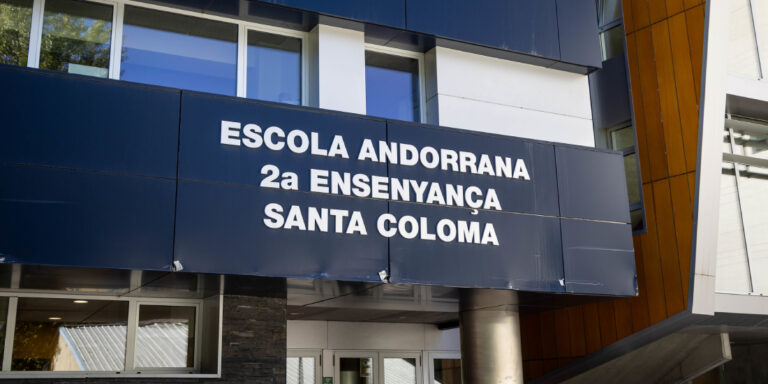 ESCOLA ANDORRANA
2a ENSENYANÇA
SANTA COLOMA